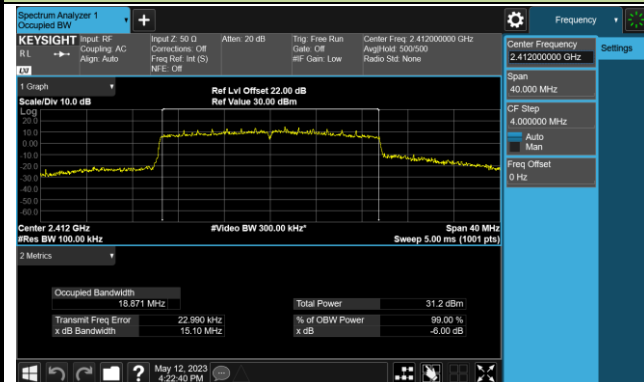 Spectrum Analyzer 1
Occupied BW
+
Frequency
KEYSIGHT
RL
LXI
Input: RF
Coupling: AC
Align: Auto
Input Z: 50 Ω
Corrections: Off
Freq Ref: Int (S)
NFE: Off
Atten: 20 dB
Trig: Free Run
Gate: Off
#IF Gain: Low
Center Freq: 2.412000000 GHz
Avg|Hold: 500/500
Radio Std: None
Center Frequency
2.412000000 GHz
Settings
Span
40.000 MHz
CF Step
4.000000 MHz
Auto
Man
Freq Offset
0 Hz
1 Graph
Scale/Div 10.0 dB
Ref Lvl Offset 22.00 dB
Ref Value 30.00 dBm
Log
20.0
10.0
0.00
-10.0
-20.0
-30.0
-40.0
-50.0
-60.0
Center 2.412 GHz
#Res BW 100.00 kHz
#Video BW 300.00 kHz*
Span 40 MHz
Sweep 5.00 ms (1001 pts)
2 Metrics
Occupied Bandwidth
18.871 MHz
Total Power 31.2 dBm
Transmit Freq Error 22.990 kHz
% of OBW Power 99.00 %
x dB Bandwidth 15.10 MHz
x dB -6.00 dB
?
May 12, 2023
4:22:40 PM